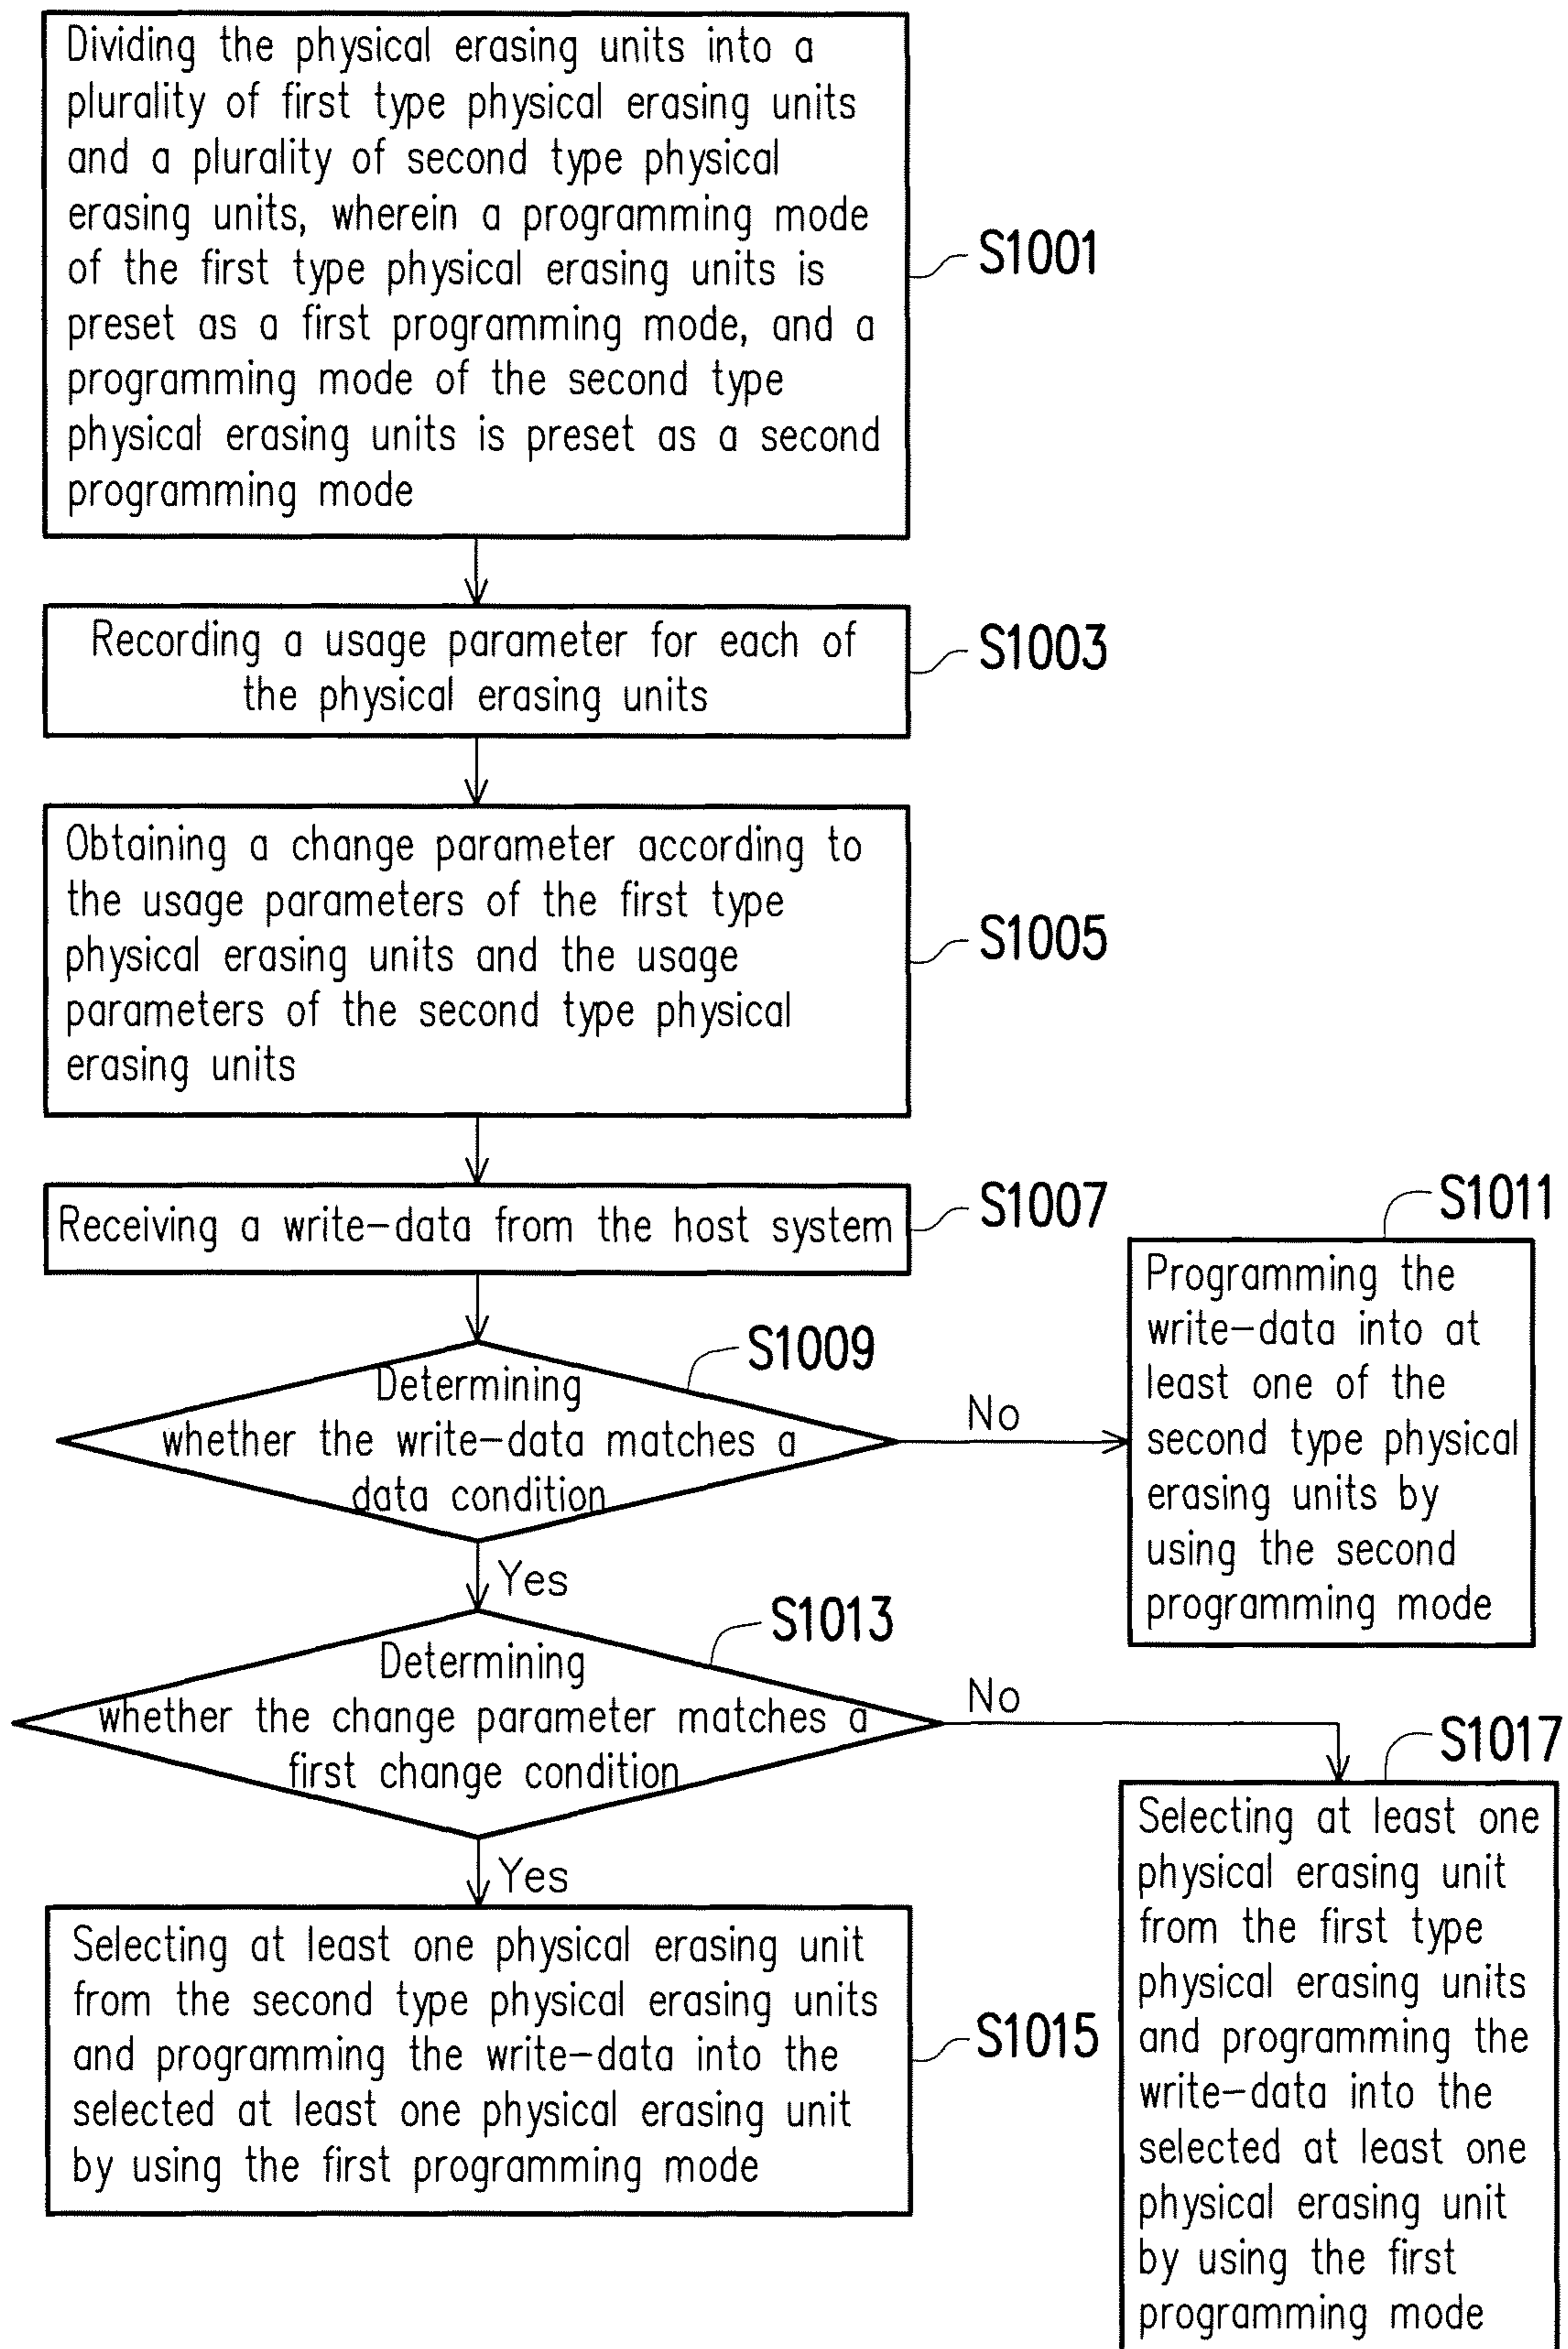 Dividing the physical erasing units into a
plurality of first type physical erasing units
and a plurality of second type physical
erasing units, wherein a programming mode
of the first type physical erasing units is
preset as a first programming mode, and a
programming mode of the second type
physical erasing units is preset as a second
programming mode
S1001
Recording a usage parameter for each of
the physical erasing units
S1003
Obtaining a change parameter according to
the usage parameters of the first type
physical erasing units and the usage
parameters of the second type physical
erasing units
S1005
Receiving a write-data from the host system
S1007
Determining
whether the write-data matches a
data condition
S1009
No
S1011
Programming the
write-data into at
least one of the
second type physical
erasing units by
using the second
programming mode
Yes
Determining
whether the change parameter matches a
first change condition
S1013
No
S1017
Selecting at least one
physical erasing unit
from the first type
physical erasing units
and programming the
write-data into the
selected at least one
physical erasing unit
by using the first
programming mode
Yes
Selecting at least one physical erasing unit
from the second type physical erasing units
and programming the write-data into the
selected at least one physical erasing unit
by using the first programming mode
S1015